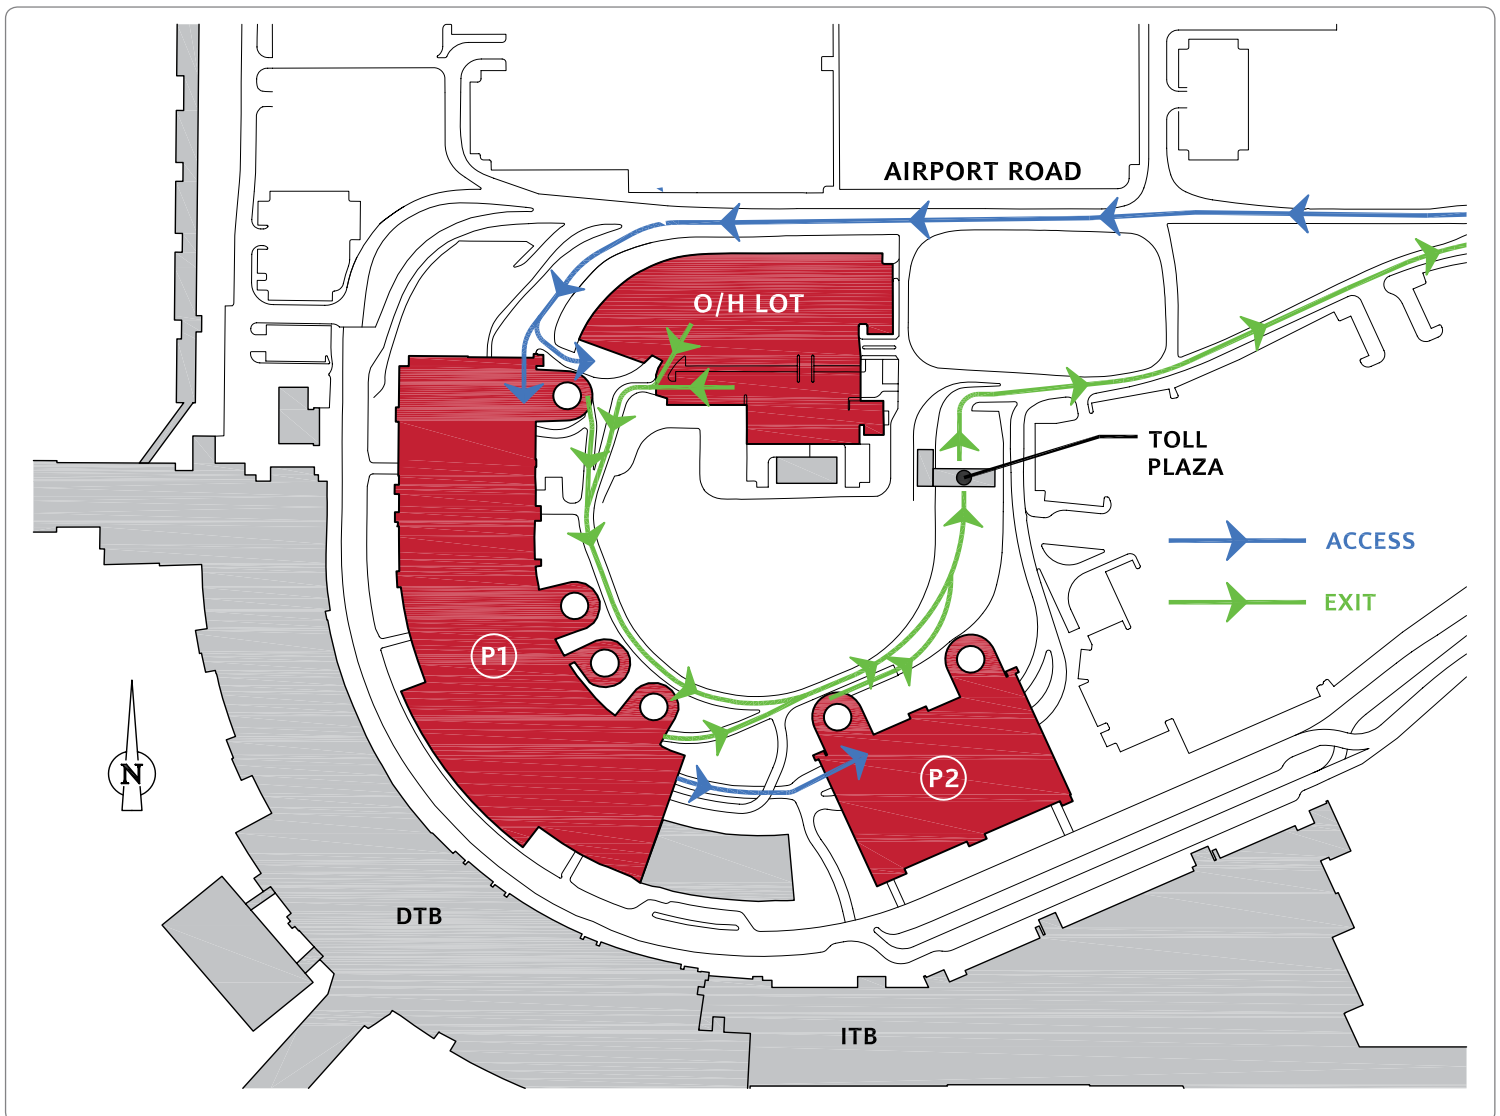 AIRPORT ROAD
O/H LOT
TOLL
PLAZA
ACCESS
EXIT
P1
P2
N
DTB
ITB